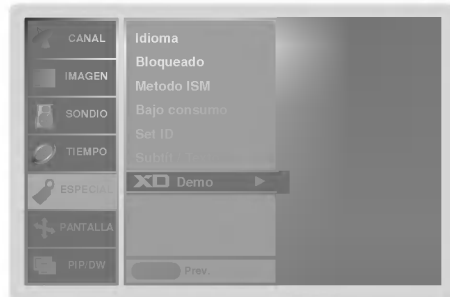 CANAL
IMAGEN
SONDIO
TIEMPO
ESPECIAL
PANTALLA
PIP/DW
Idioma
Bloqueado
Metodo ISM
Bajo consumo
Set ID
XD Demo
Prev.